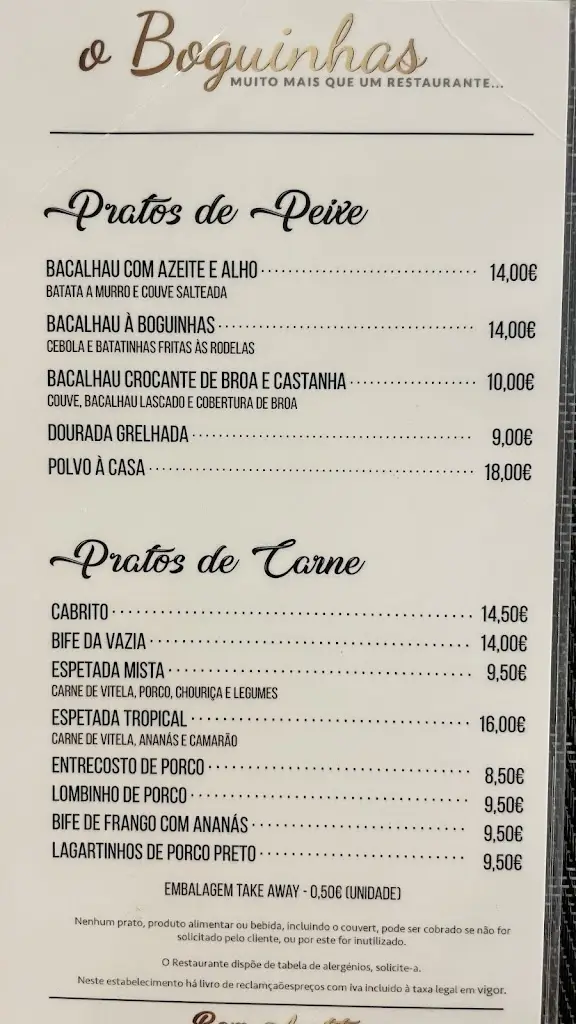 o Boguinhas
MUITO MAIS QUE UM RESTAURANTE...
Pratos de Peixe
BACALHAU COM AZEITE E ALHO 14,00€
BATATA A MURRO E COUVE SALTEADA
BACALHAU À BOGUINHAS 14,00€
CEBOLA E BATATINHAS FRITAS ÀS RODELAS
BACALHAU CROCANTE DE BROA E CASTANHA 10,00€
COUVE, BACALHAU LASCADO E COBERTURA DE BROA
DOURADA GRELHADA 9,00€
POLVO À CASA 18,00€
Pratos de Carne
CABRITO 14,50€
BIFE DA VAZIA 14,00€
ESPETADA MISTA 9,50€
CARNE DE VITELA, PORCO, CHOURIÇA E LEGUMES
ESPETADA TROPICAL 16,00€
CARNE DE VITELA, ANANÁS E CAMARÃO
ENTRECOSTO DE PORCO 8,50€
LOMBINHO DE PORCO 9,50€
BIFE DE FRANGO COM ANANÁS 9,50€
LAGARTINHOS DE PORCO PRETO 9,50€
EMBALAGEM TAKE AWAY - 0,50€ (UNIDADE)
Nenhum prato, produto alimentar ou bebida, incluindo o couvert, pode ser cobrado se não for
solicitado pelo cliente, ou por este for inutilizado.
O Restaurante dispõe de tabela de alergénios, solicite-a.
Neste estabelecimento há livro de reclamçaõespreços com iva incluido à taxa legal em vigor.